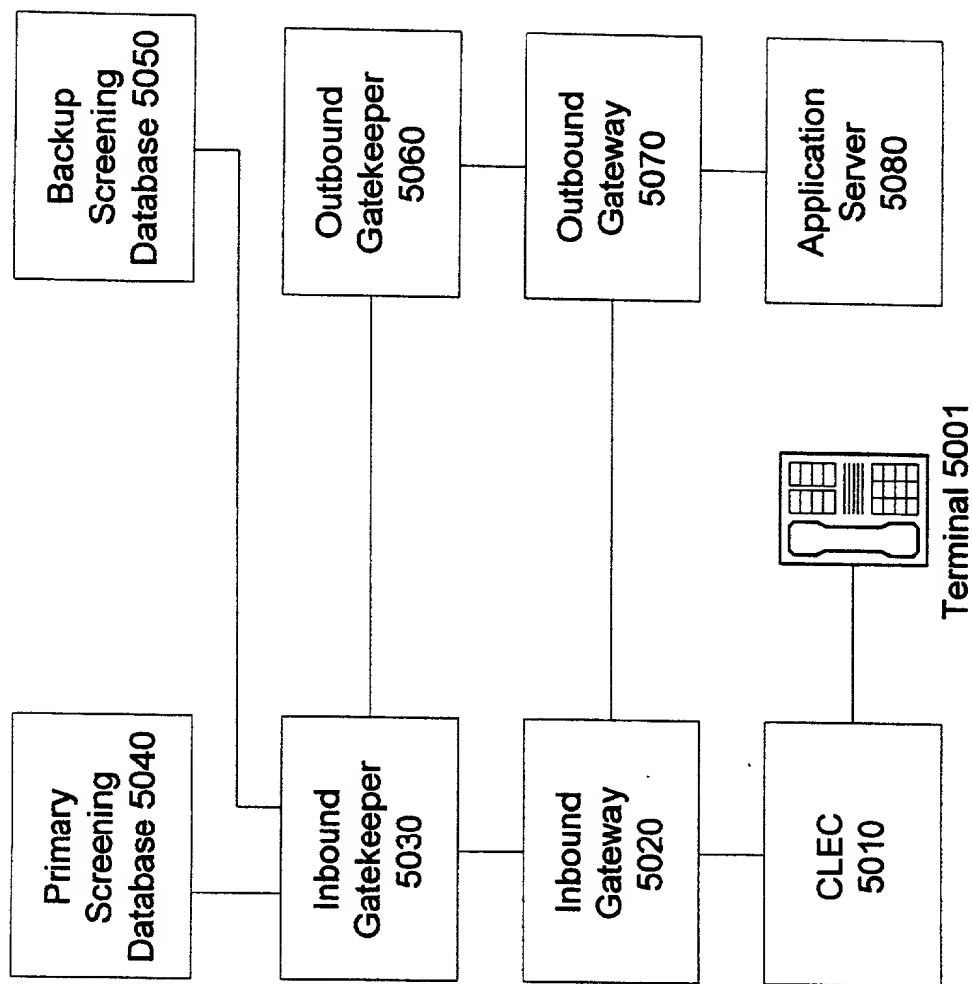 Primary
Screening
Database 5040
Backup
Screening
Database 5050
Inbound
Gatekeeper
5030
Outbound
Gatekeeper
5060
Inbound
Gateway
5020
Outbound
Gateway
5070
CLEC
5010
Application
Server
5080
Terminal 5001